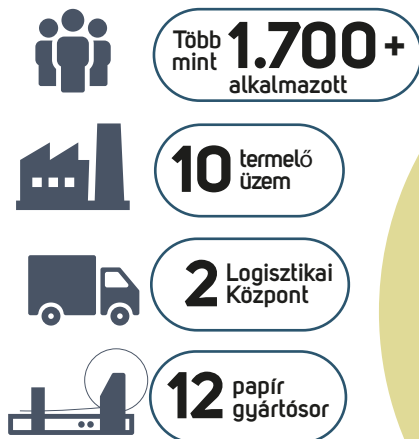 Több mint 1.700+
alkalmazott
10 termelő
üzem
2 Logisztikai
Központ
12 papír
gyártósor